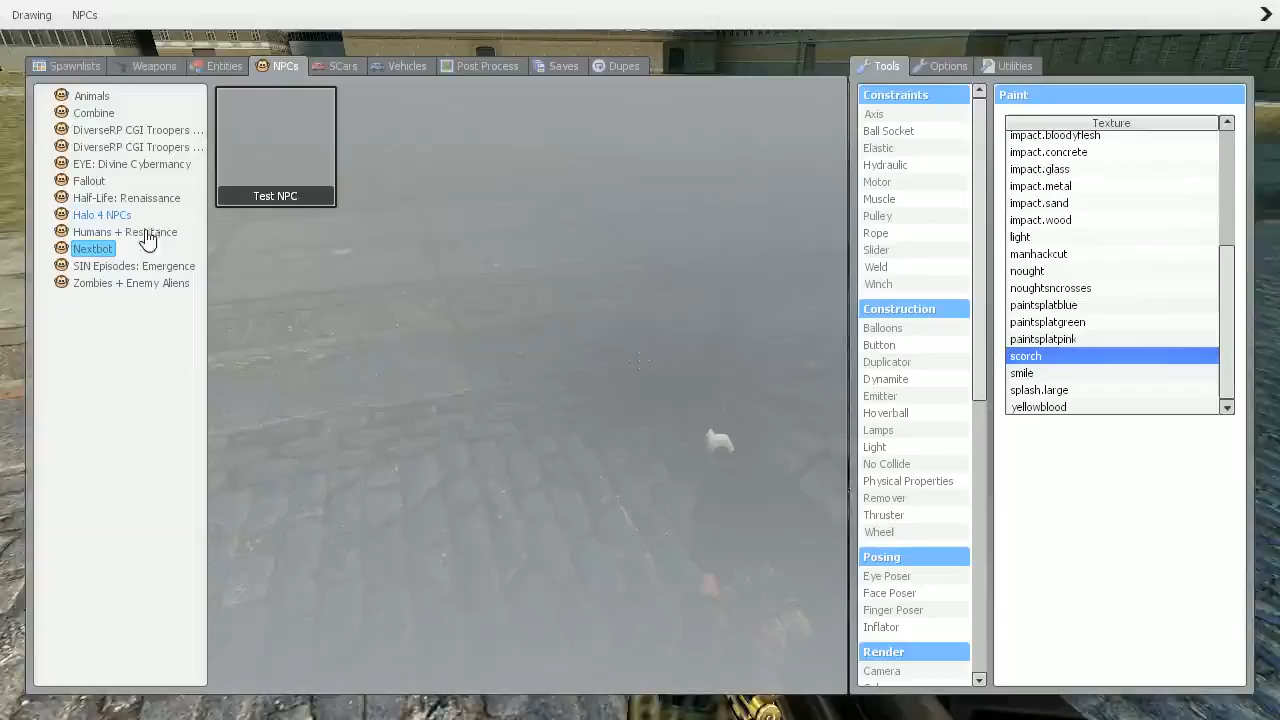 Drawing NPCs
Spawnlists Weapons Entities NPCs SCars Vehicles Post Process Saves Dupes
Animals
Combine
DiverseRP CGI Troopers ...
DiverseRP CGI Troopers ...
EYE: Divine Cybermancy
Fallout
Half-Life: Renaissance
Halo 4 NPCs
Humans + Resistance
Nextbot
SIN Episodes: Emergence
Zombies + Enemy Aliens
Test NPC
Tools Options Utilities
Constraints
Axis
Ball Socket
Elastic
Hydraulic
Motor
Muscle
Pulley
Rope
Slider
Weld
Winch
Construction
Balloons
Button
Duplicator
Dynamite
Emitter
Hoverball
Lamps
Light
No Collide
Physical Properties
Remover
Thruster
Wheel
Posing
Eye Poser
Face Poser
Finger Poser
Inflator
Render
Camera
Paint
Texture
impact.bloodyflesh
impact.concrete
impact.glass
impact.metal
impact.sand
impact.wood
light
manhackcut
nought
noughtsncrosses
paintsplatblue
paintsplatgreen
paintsplatpink
scorch
smile
splash.large
yellowblood